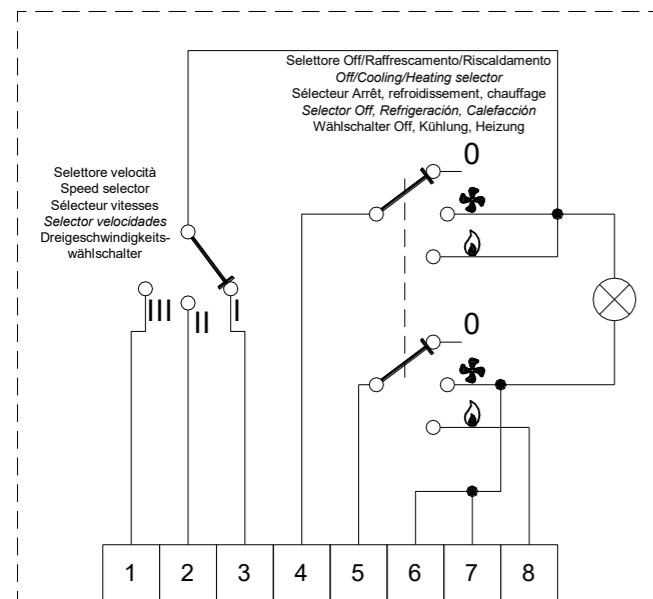 Selettore Off/Raffrescamento/Riscaldamento
Off/Cooling/Heating selector
Sélecteur Arrêt, refroidissement, chauffage
Selector Off, Refrigeración, Calefacción
Wählschalter Off, Kühlung, Heizung
0
Selettore velocità
Speed selector
Sélecteur vitesses
Selector velocidades
Dreigeschwindigkeits-
wählschalter
III
II
I
0
1 2 3 4 5 6 7 8